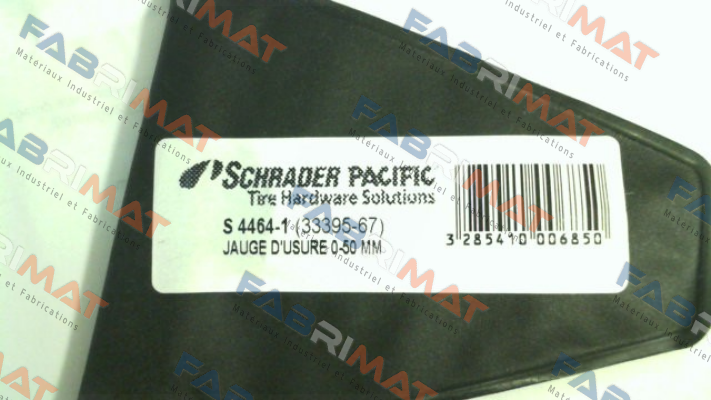 SCHRADER PACIFIC
Tire Hardware Solutions
S 4464-1 (33395-67)
JAUGE D'USURE 0-50 MM
3 285410 006850
FABRIMAT
Materiaux Industriel et Fabrications